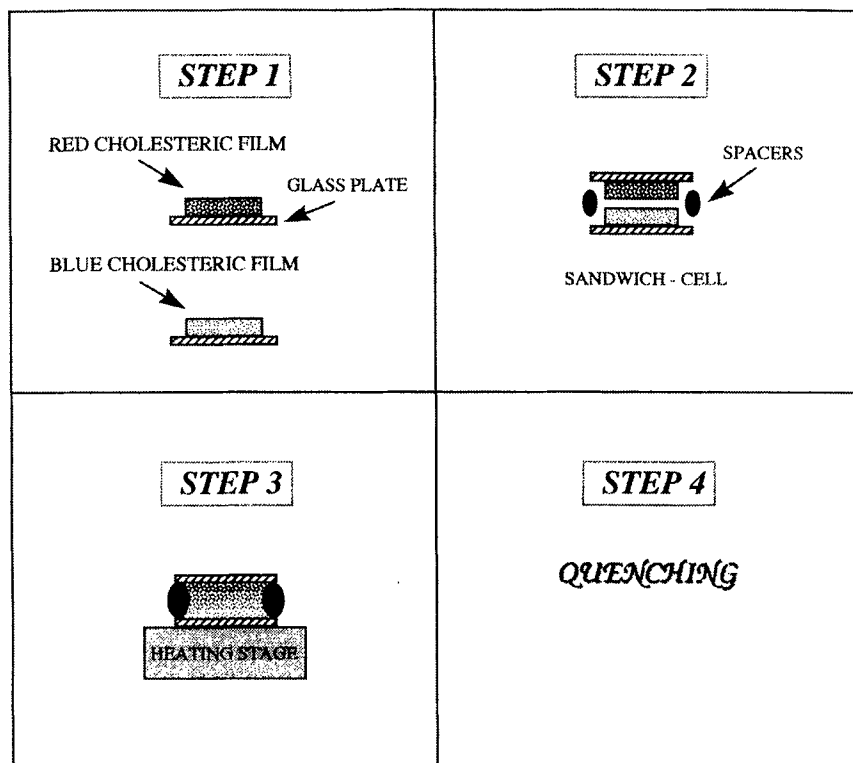 STEP 1
RED CHOLESTERIC FILM
GLASS PLATE
BLUE CHOLESTERIC FILM
STEP 2
SPACERS
SANDWICH - CELL
STEP 3
HEATING STAGE
STEP 4
QUENCHING